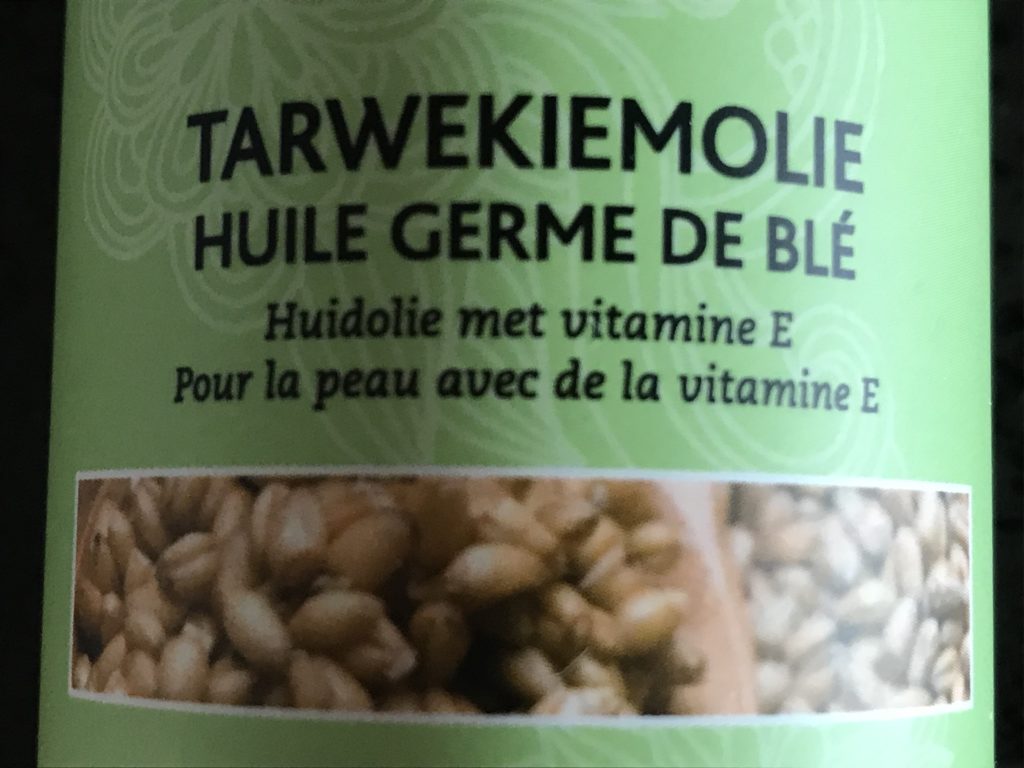 TARWEKIEMOLIE
HUILE GERME DE BLÉ
Huidolie met vitamine E
Pour la peau avec de la vitamine E